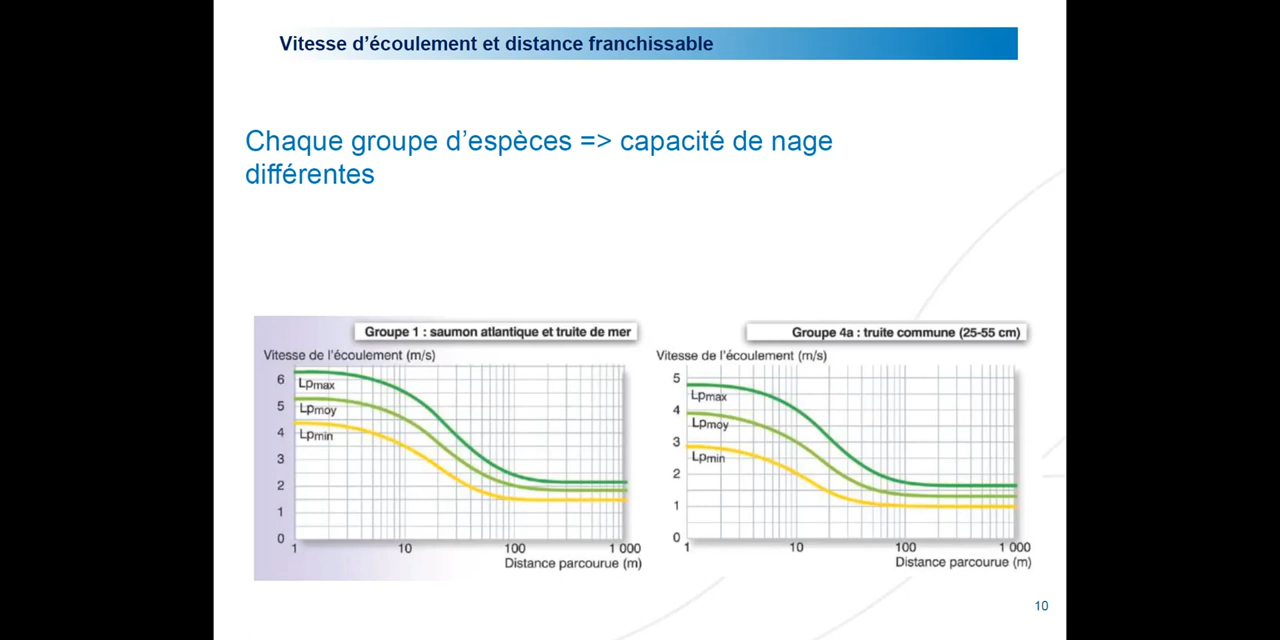 Vitesse d’écoulement et distance franchissable
Chaque groupe d’espèces => capacité de nage
différentes
Groupe 1 : saumon atlantique et truite de mer
Vitesse de l'écoulement (m/s)
6
5
4
3
2
1
0
Lpmax
Lpmoy
Lpmin
1
10
100
1 000
Distance parcourue (m)
Groupe 4a : truite commune (25-55 cm)
Vitesse de l'écoulement (m/s)
5
4
3
2
1
0
Lpmax
Lpmoy
Lpmin
1
10
100
1 000
Distance parcourue (m)
10